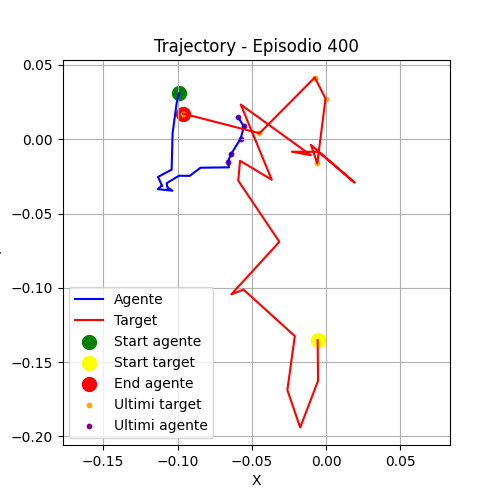 Trajectory - Episodio 400
0.05
0.00
−0.05
−0.10
−0.15
−0.20
Agente
Target
Start agente
Start target
End agente
Ultimi target
Ultimi agente
−0.15 −0.10 −0.05 0.00 0.05
X